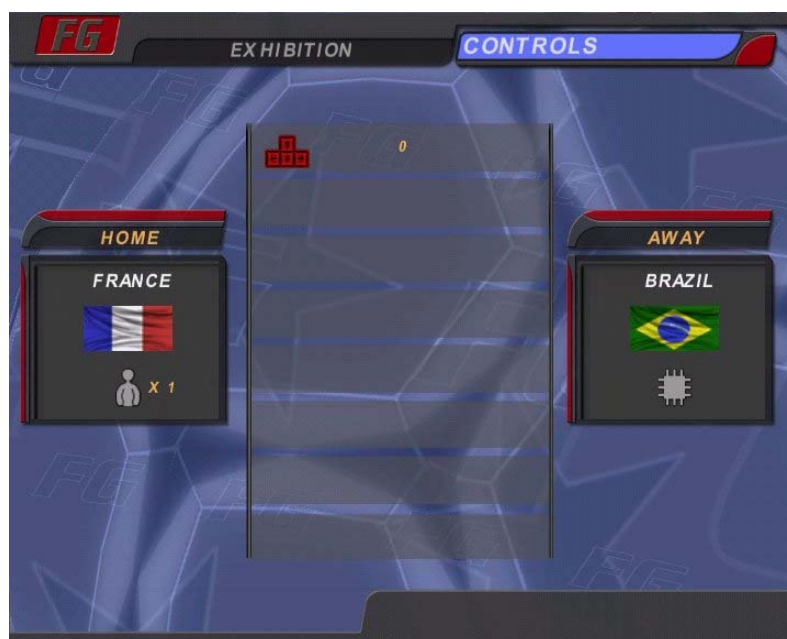 FG
EXHIBITION
CONTROLS
0
HOME
FRANCE
X 1
AWAY
BRAZIL